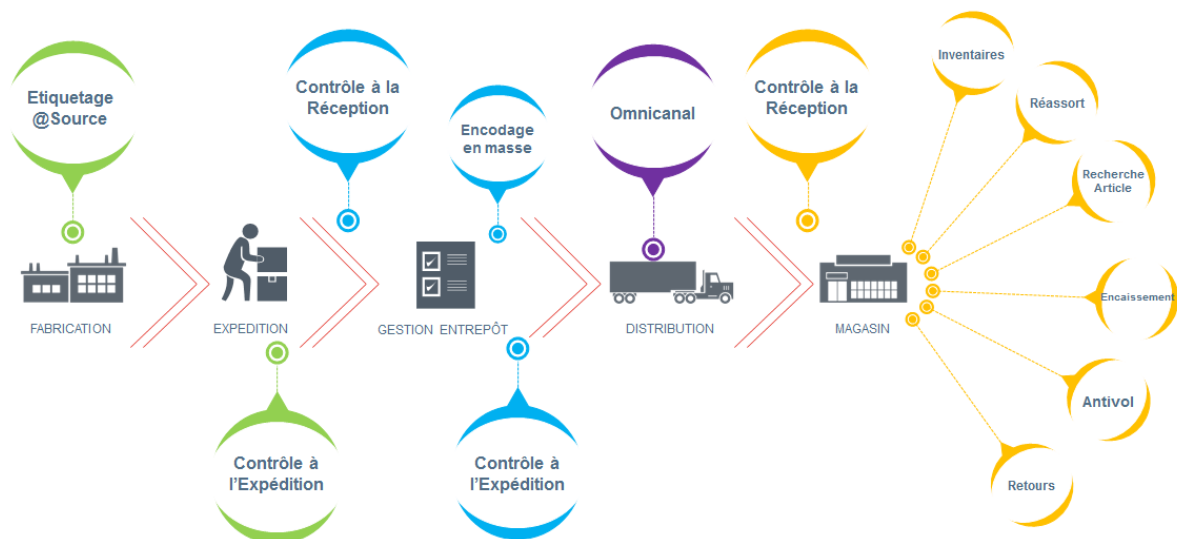 Etiquetage
@Source
Contrôle à la
Réception
Encodage
en masse
Omnicanal
Contrôle à la
Réception
Inventaires
Réassort
Recherche
Article
Encaissement
Antivol
Retours
FABRICATION
EXPEDITION
GESTION ENTREPÔT
DISTRIBUTION
MAGASIN
Contrôle à
l'Expédition
Contrôle à
l'Expédition